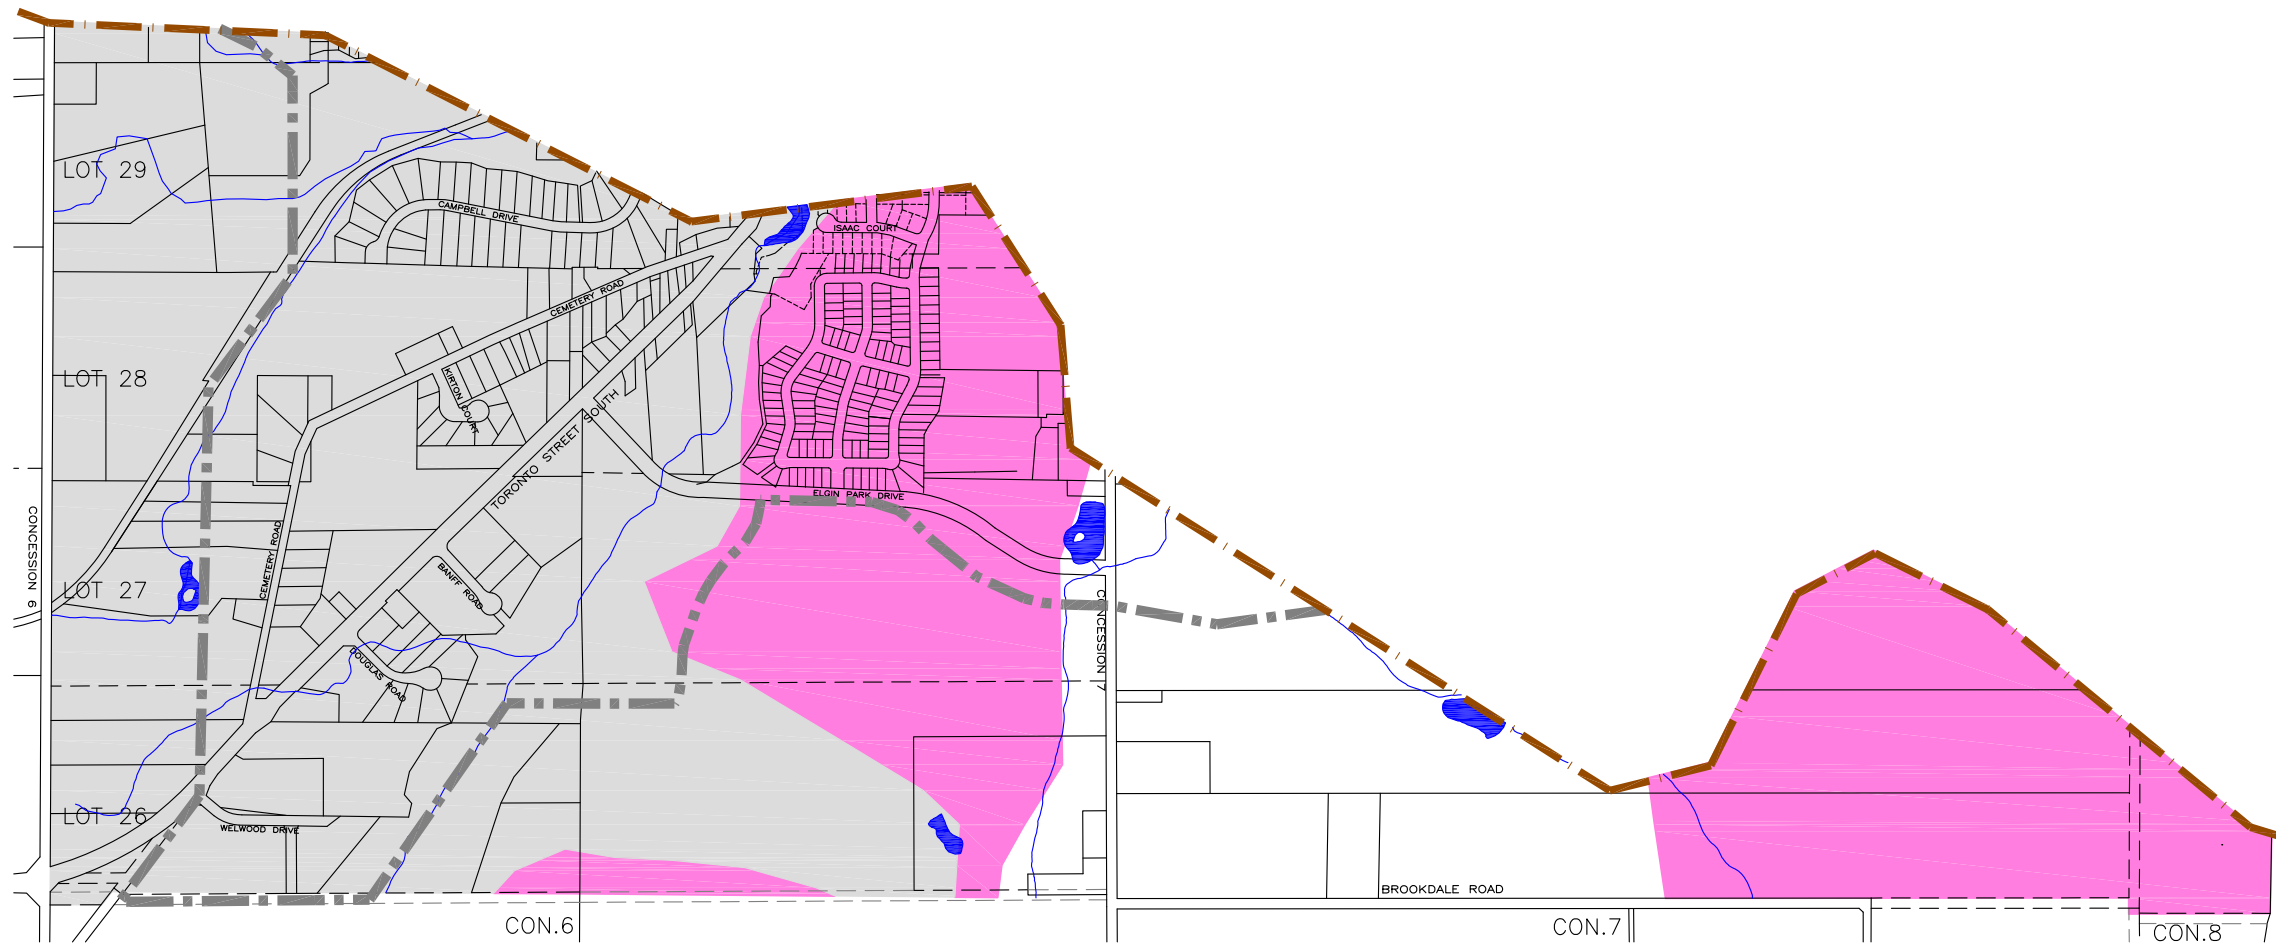 LOT 29
CAMPBELL DRIVE
ISAAC COURT
CEMETERY ROAD
LOT 28
KIRTON COURT
TORONTO STREET SOUTH
ELGIN PARK DRIVE
CONCESSION 6
CEMETERY ROAD
LOT 27
BANFF ROAD
CONCESSION 7
DOUGLAS ROAD
LOT 26
WELWOOD DRIVE
BROOKDALE ROAD
CON.6
CON.7
CON.8